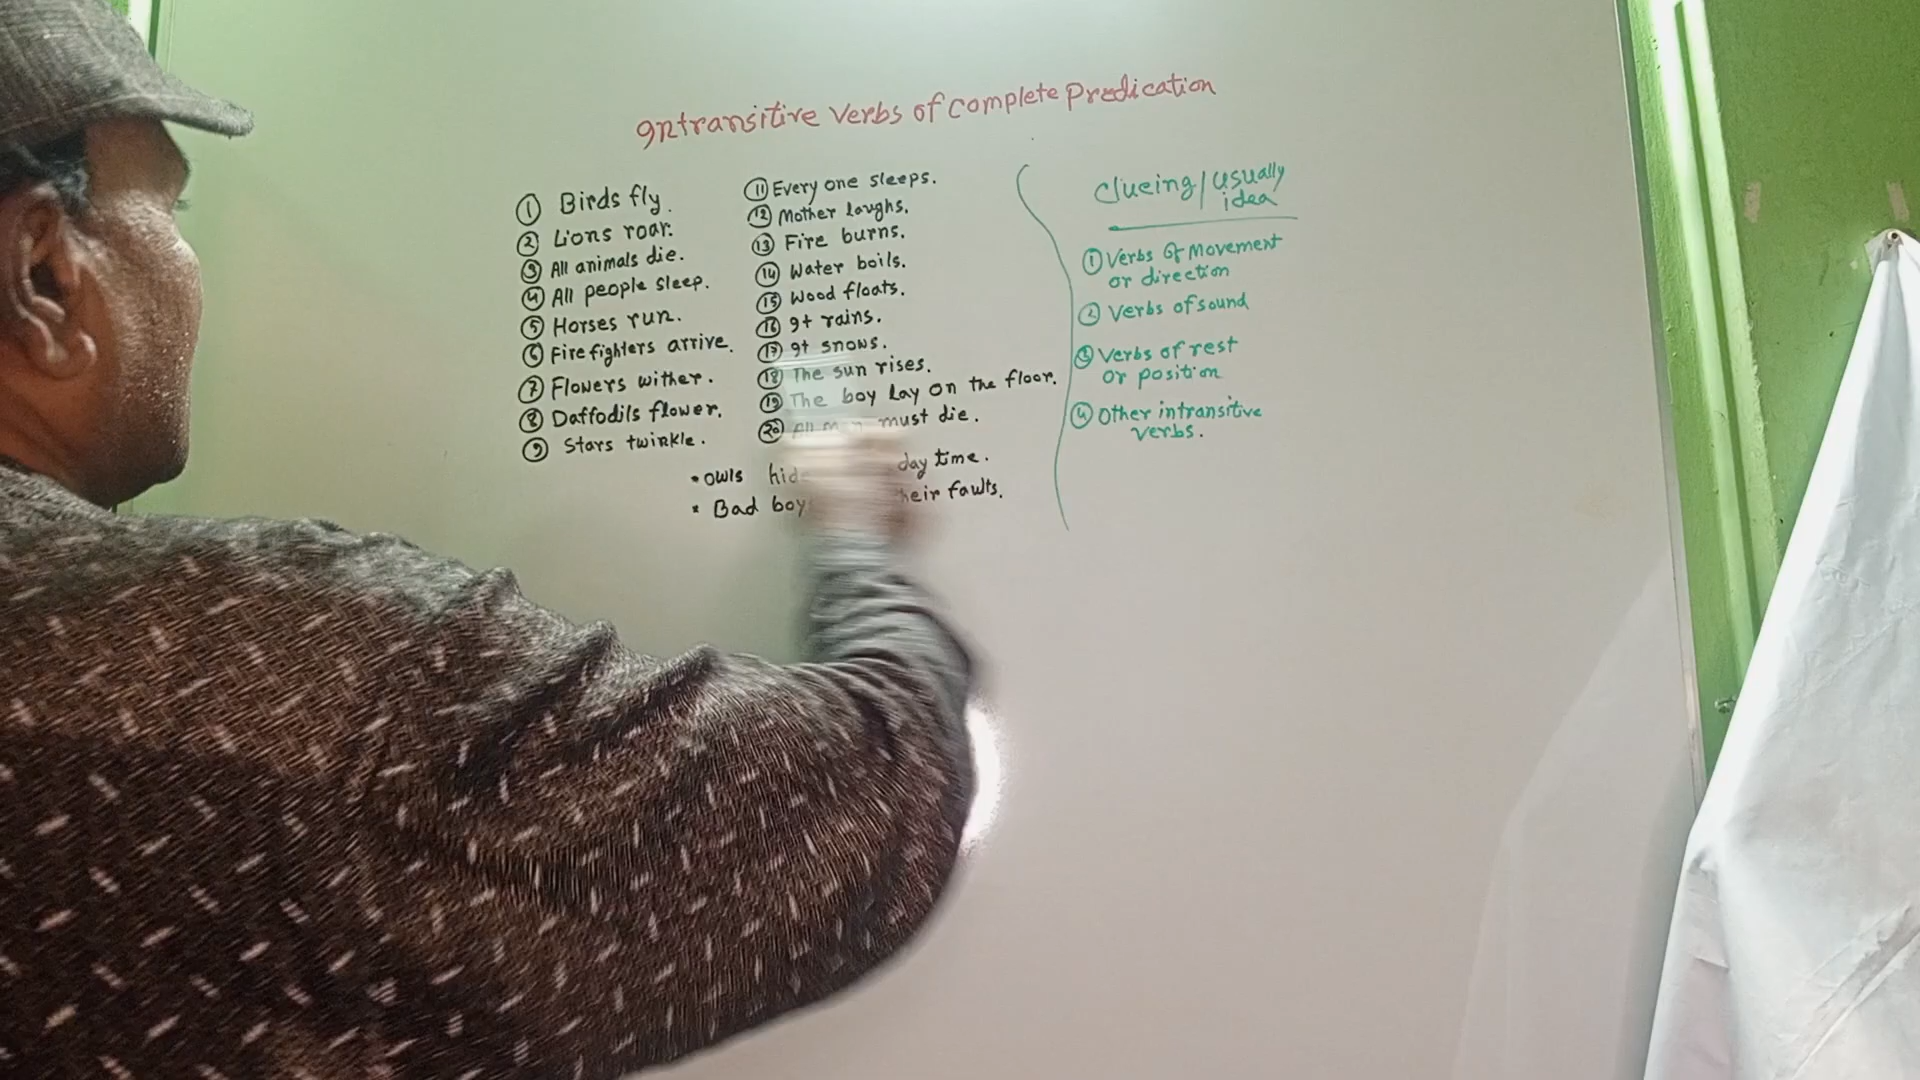 Intransitive Verbs of Complete Predication
① Birds fly.
② Lions roar.
③ All animals die.
④ All people sleep.
⑤ Horses run.
⑥ Fire fighters arrive.
⑦ Flowers wither.
⑧ Daffodils flower.
⑨ Stars twinkle.
⑪ Every one sleeps.
⑫ Mother laughs.
⑬ Fire burns.
⑭ Water boils.
⑮ Wood floats.
⑯ It rains.
⑰ It snows.
⑱ The sun rises.
⑲ The boy lay on the floor.
⑳ All must die.
• Owls day time.
* Bad faults.
Clueing/usually
idea
① Verbs of Movement
or direction
② Verbs of sound
③ Verbs of rest
or position
④ Other intransitive
verbs.